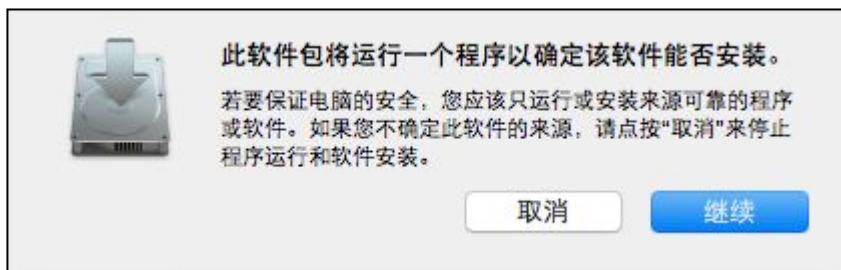 此软件包将运行一个程序以确定该软件能否安装。
若要保证电脑的安全，您应该只运行或安装来源可靠的程序
或软件。如果您不确定此软件的来源，请点按“取消”来停止
程序运行和软件安装。
取消 继续